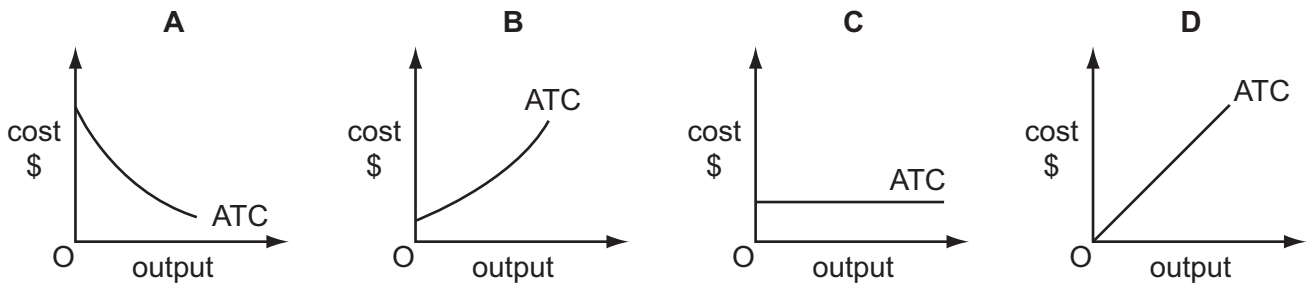 A
cost
$
ATC
O
output
B
cost
$
ATC
O
output
C
cost
$
ATC
O
output
D
cost
$
ATC
O
output